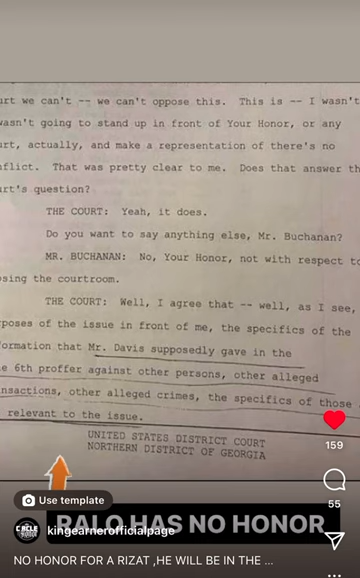 urt we can't -- we can't oppose this. This is -- I wasn't
wasn't going to stand up in front of Your Honor, or any
urt, actually, and make a representation of there's no
nflict. That was pretty clear to me. Does that answer th
urt's question?
THE COURT: Yeah, it does.
Do you want to say anything else, Mr. Buchanan?
MR. BUCHANAN: No, Your Honor, not with respect to
osing the courtroom.
THE COURT: Well, I agree that -- well, as I see,
rposes of the issue in front of me, the specifics of the
formation that Mr. Davis supposedly gave in the
e 6th proffer against other persons, other alleged
nsactions, other alleged crimes, the specifics of those
relevant to the issue.
UNITED STATES DISTRICT COURT
NORTHERN DISTRICT OF GEORGIA
159
55
Use template
RALO HAS NO HONOR
kingearnerofficialpage
NO HONOR FOR A RIZAT ,HE WILL BE IN THE ...